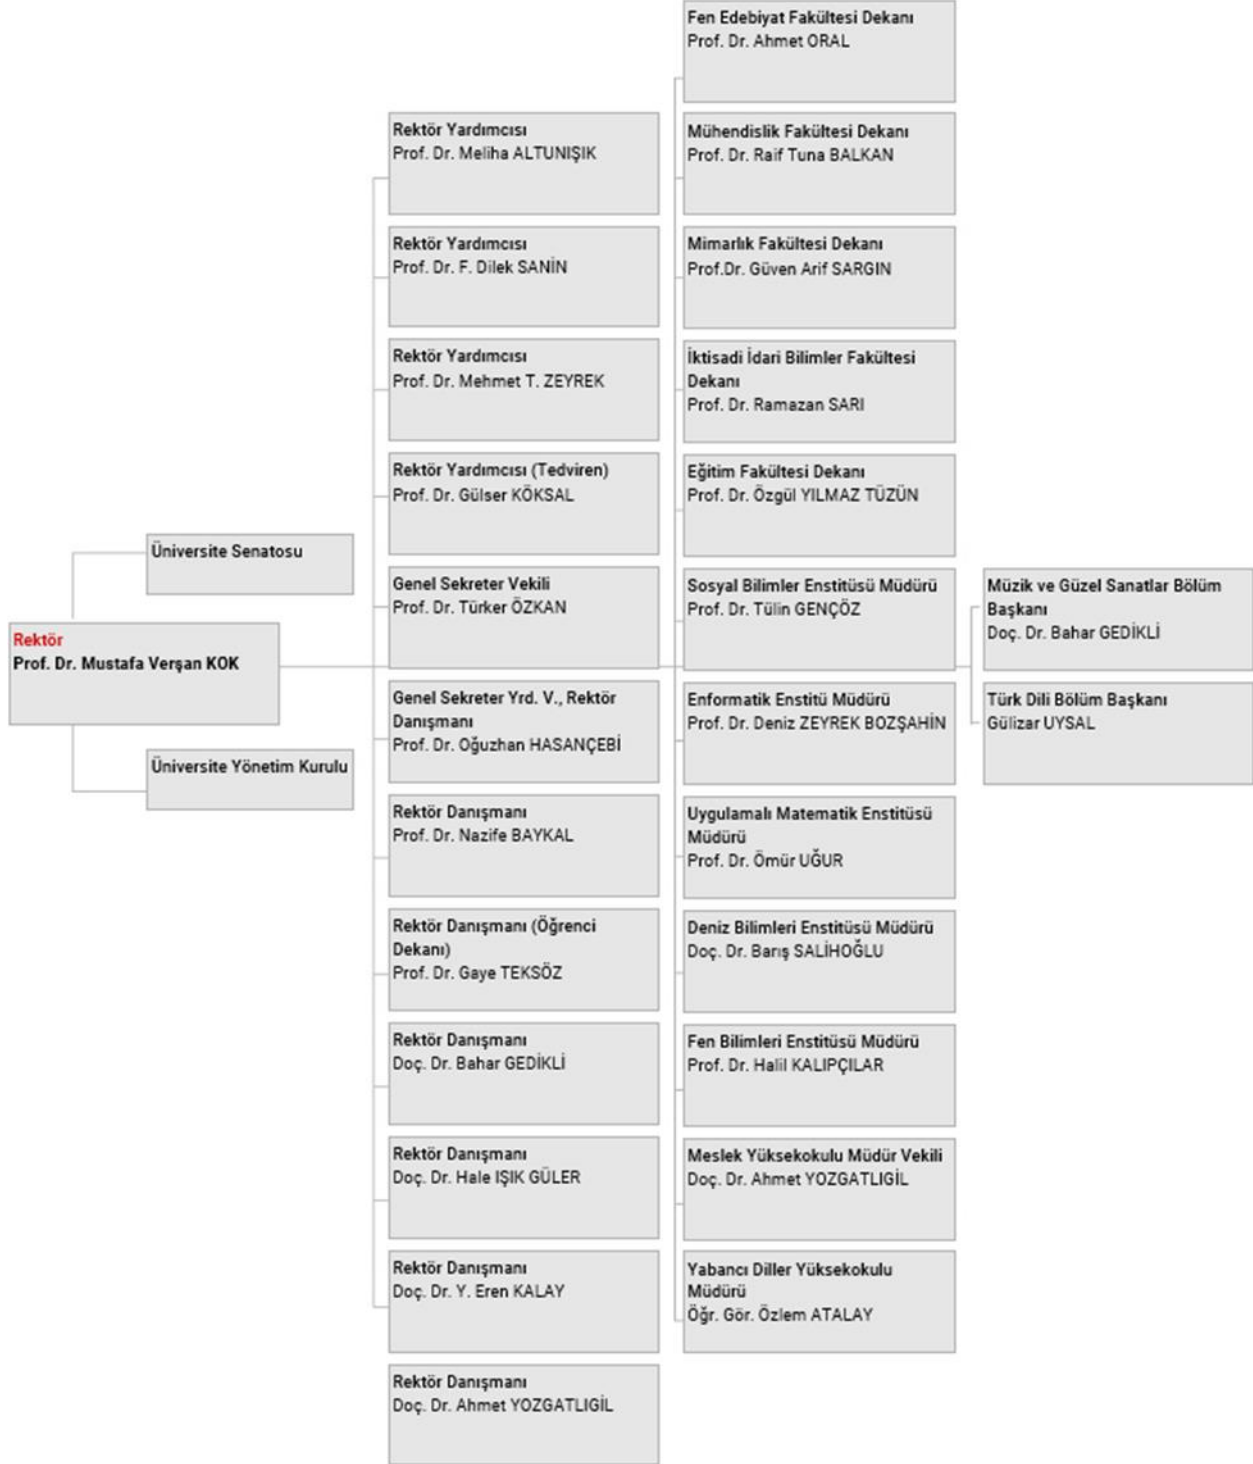 Rektör
Prof. Dr. Mustafa Verşan KOK
Üniversite Senatosu
Üniversite Yönetim Kurulu
Rektör Yardımcısı
Prof. Dr. Meliha ALTUNIŞIK
Rektör Yardımcısı
Prof. Dr. F. Dilek SANİN
Rektör Yardımcısı
Prof. Dr. Mehmet T. ZEYREK
Rektör Yardımcısı (Tedviren)
Prof. Dr. Gülser KÖKSAL
Genel Sekreter Vekili
Prof. Dr. Türker ÖZKAN
Genel Sekreter Yrd. V., Rektör
Danışmanı
Prof. Dr. Oğuzhan HASANÇEBİ
Rektör Danışmanı
Prof. Dr. Nazife BAYKAL
Rektör Danışmanı (Öğrenci
Dekanı)
Prof. Dr. Gaye TEKSÖZ
Rektör Danışmanı
Doç. Dr. Bahar GEDİKLİ
Rektör Danışmanı
Doç. Dr. Hale IŞIK GÜLER
Rektör Danışmanı
Doç. Dr. Y. Eren KALAY
Rektör Danışmanı
Doç. Dr. Ahmet YOZGATLIGİL
Fen Edebiyat Fakültesi Dekanı
Prof. Dr. Ahmet ORAL
Mühendislik Fakültesi Dekanı
Prof. Dr. Raif Tuna BALKAN
Mimarlık Fakültesi Dekanı
Prof.Dr. Güven Arif SARGIN
İktisadi İdari Bilimler Fakültesi
Dekanı
Prof. Dr. Ramazan SARI
Eğitim Fakültesi Dekanı
Prof. Dr. Özgül YILMAZ TÜZÜN
Sosyal Bilimler Enstitüsü Müdürü
Prof. Dr. Tülin GENÇÖZ
Enformatik Enstitü Müdürü
Prof. Dr. Deniz ZEYREK BOZŞAHİN
Uygulamalı Matematik Enstitüsü
Müdürü
Prof. Dr. Ömür UĞUR
Deniz Bilimleri Enstitüsü Müdürü
Doç. Dr. Barış SALİHOĞLU
Fen Bilimleri Enstitüsü Müdürü
Prof. Dr. Halil KALIPÇILAR
Meslek Yüksekokulu Müdür Vekili
Doç. Dr. Ahmet YOZGATLIGİL
Yabancı Diller Yüksekokulu
Müdürü
Öğr. Gör. Özlem ATALAY
Müzik ve Güzel Sanatlar Bölüm
Başkanı
Doç. Dr. Bahar GEDİKLİ
Türk Dili Bölüm Başkanı
Gülizar UYSAL